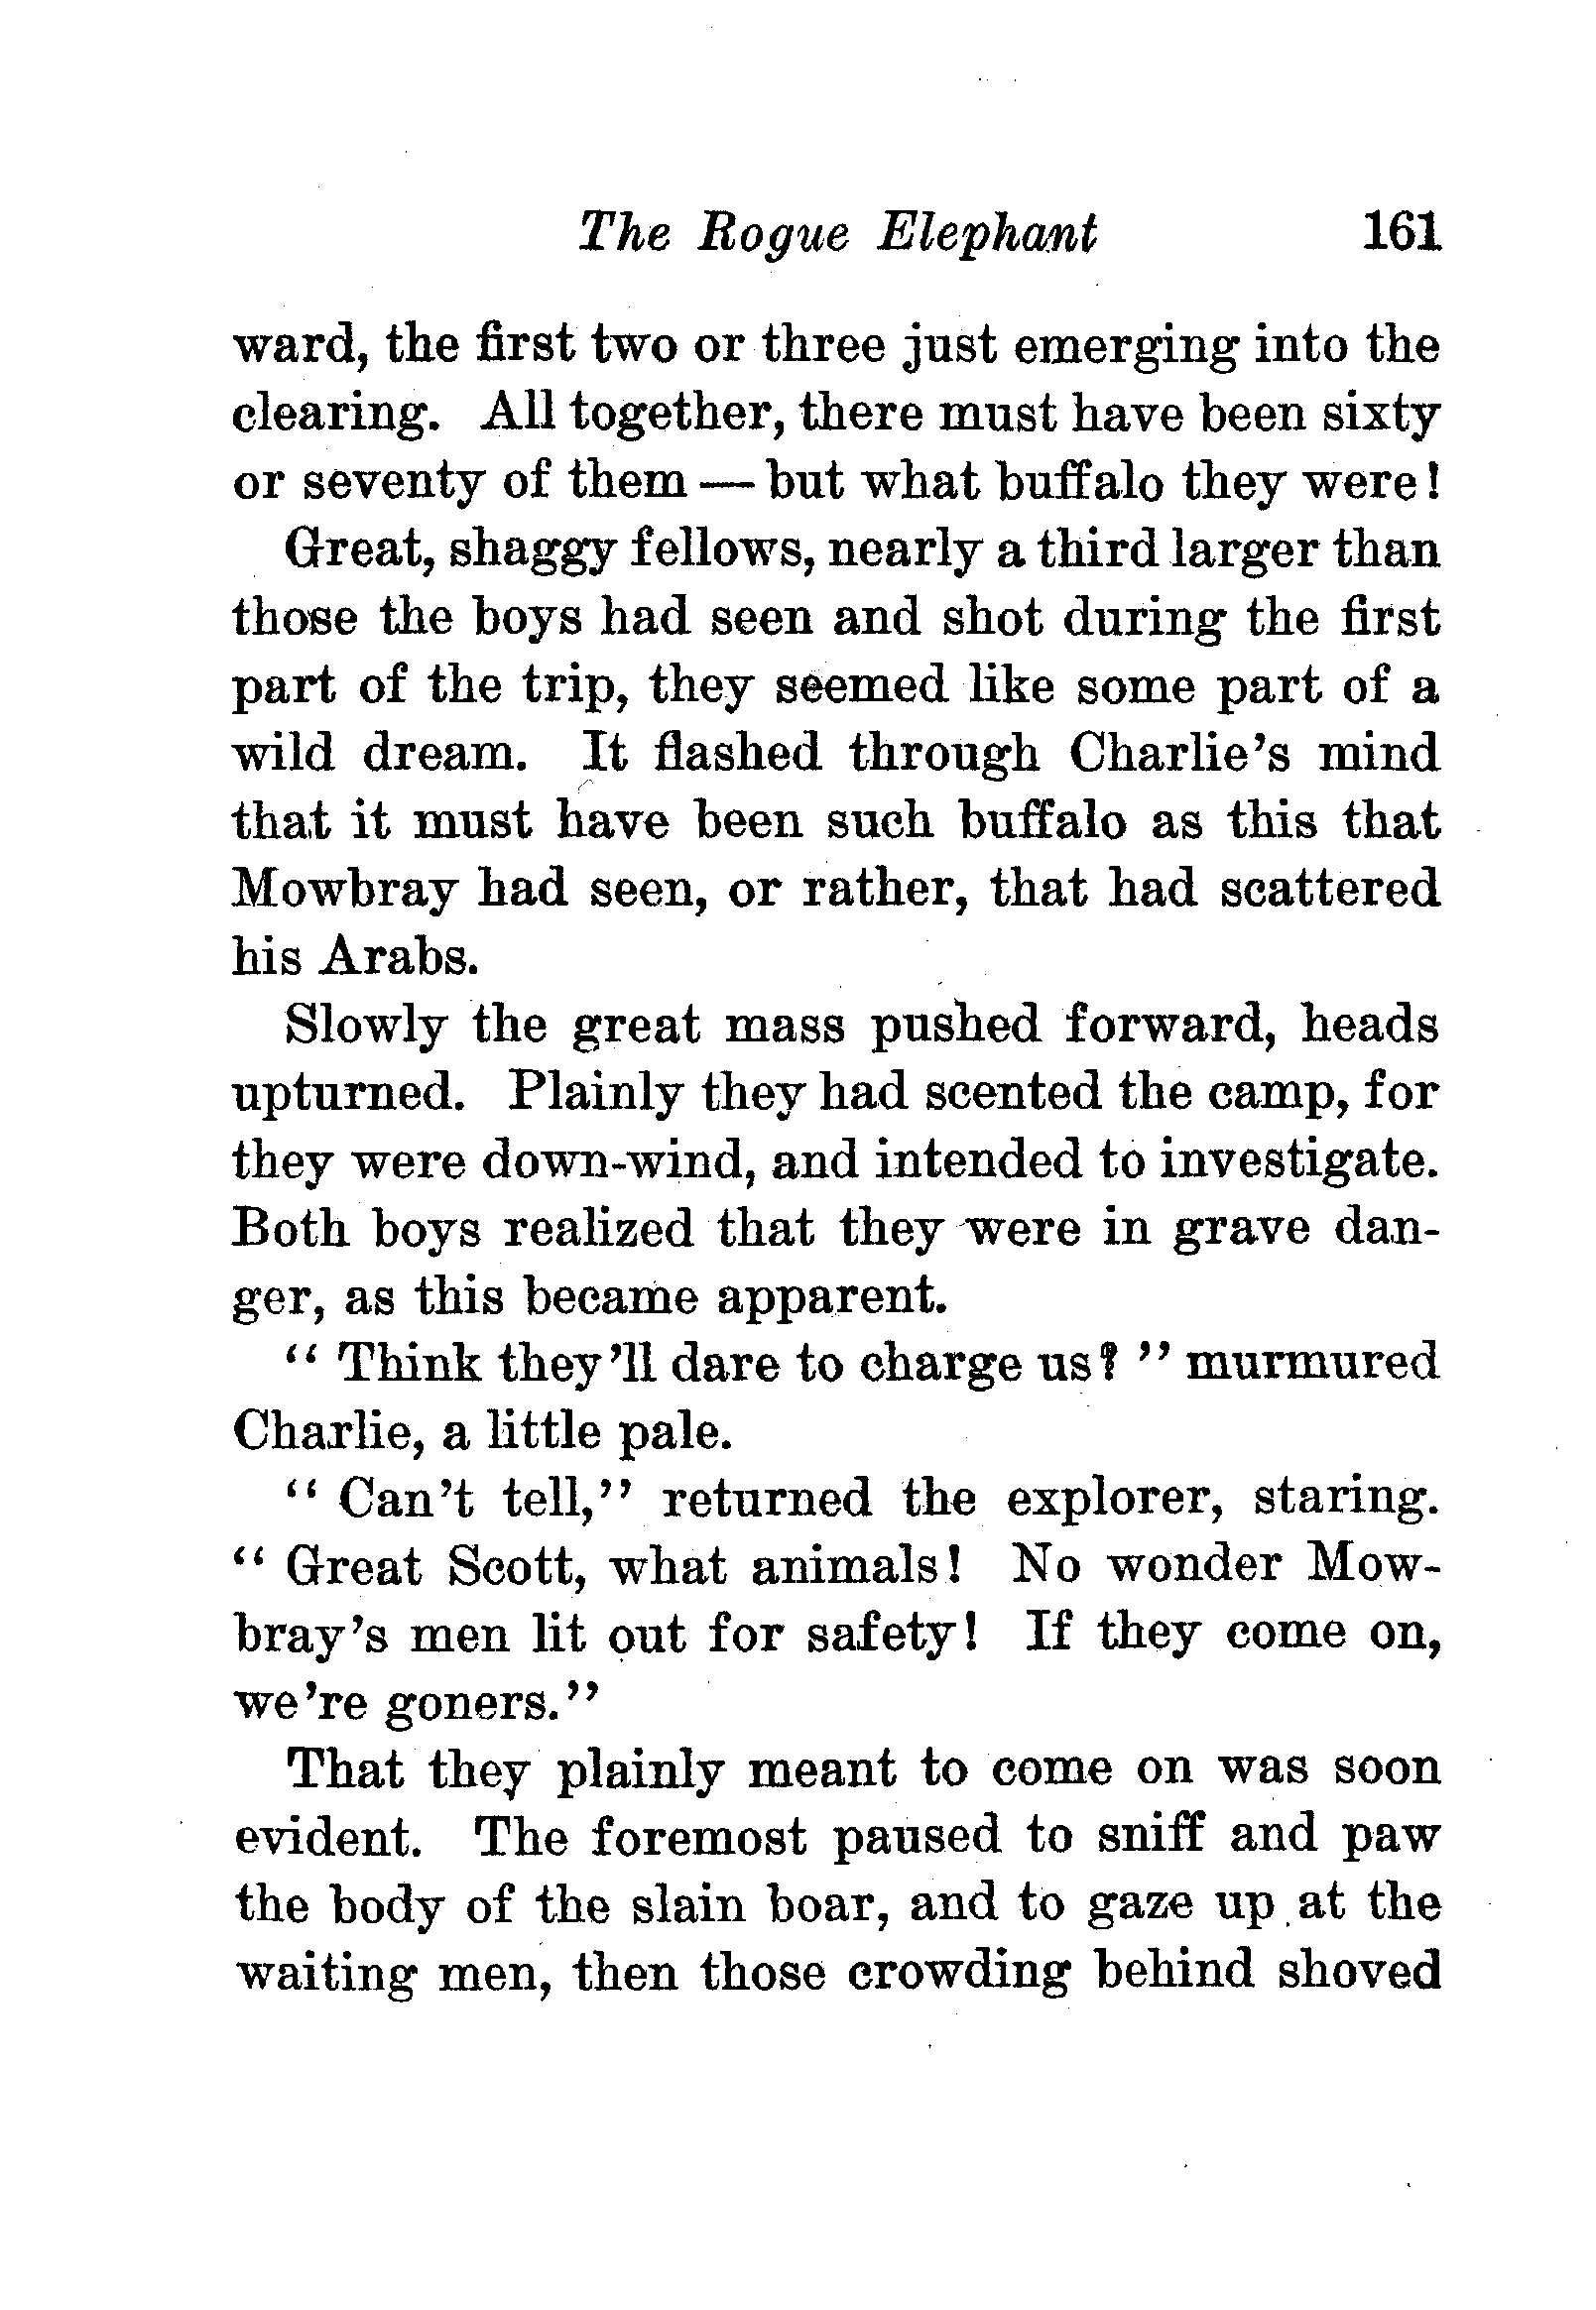 The Rogue Elephant 161
ward, the first two or three just emerging into the
clearing. All together, there must have been sixty
or seventy of them — but what buffalo they were!
Great, shaggy fellows, nearly a third larger than
those the boys had seen and shot during the first
part of the trip, they seemed like some part of a
wild dream. It flashed through Charlie's mind
that it must have been such buffalo as this that
Mowbray had seen, or rather, that had scattered
his Arabs.
Slowly the great mass pushed forward, heads
upturned. Plainly they had scented the camp, for
they were down-wind, and intended to investigate.
Both boys realized that they were in grave dan-
ger, as this became apparent.
"Think they'll dare to charge us?" murmured
Charlie, a little pale.
"Can't tell," returned the explorer, staring.
"Great Scott, what animals! No wonder Mow-
bray's men lit out for safety! If they come on,
we're goners."
That they plainly meant to come on was soon
evident. The foremost paused to sniff and paw
the body of the slain boar, and to gaze up at the
waiting men, then those crowding behind shoved